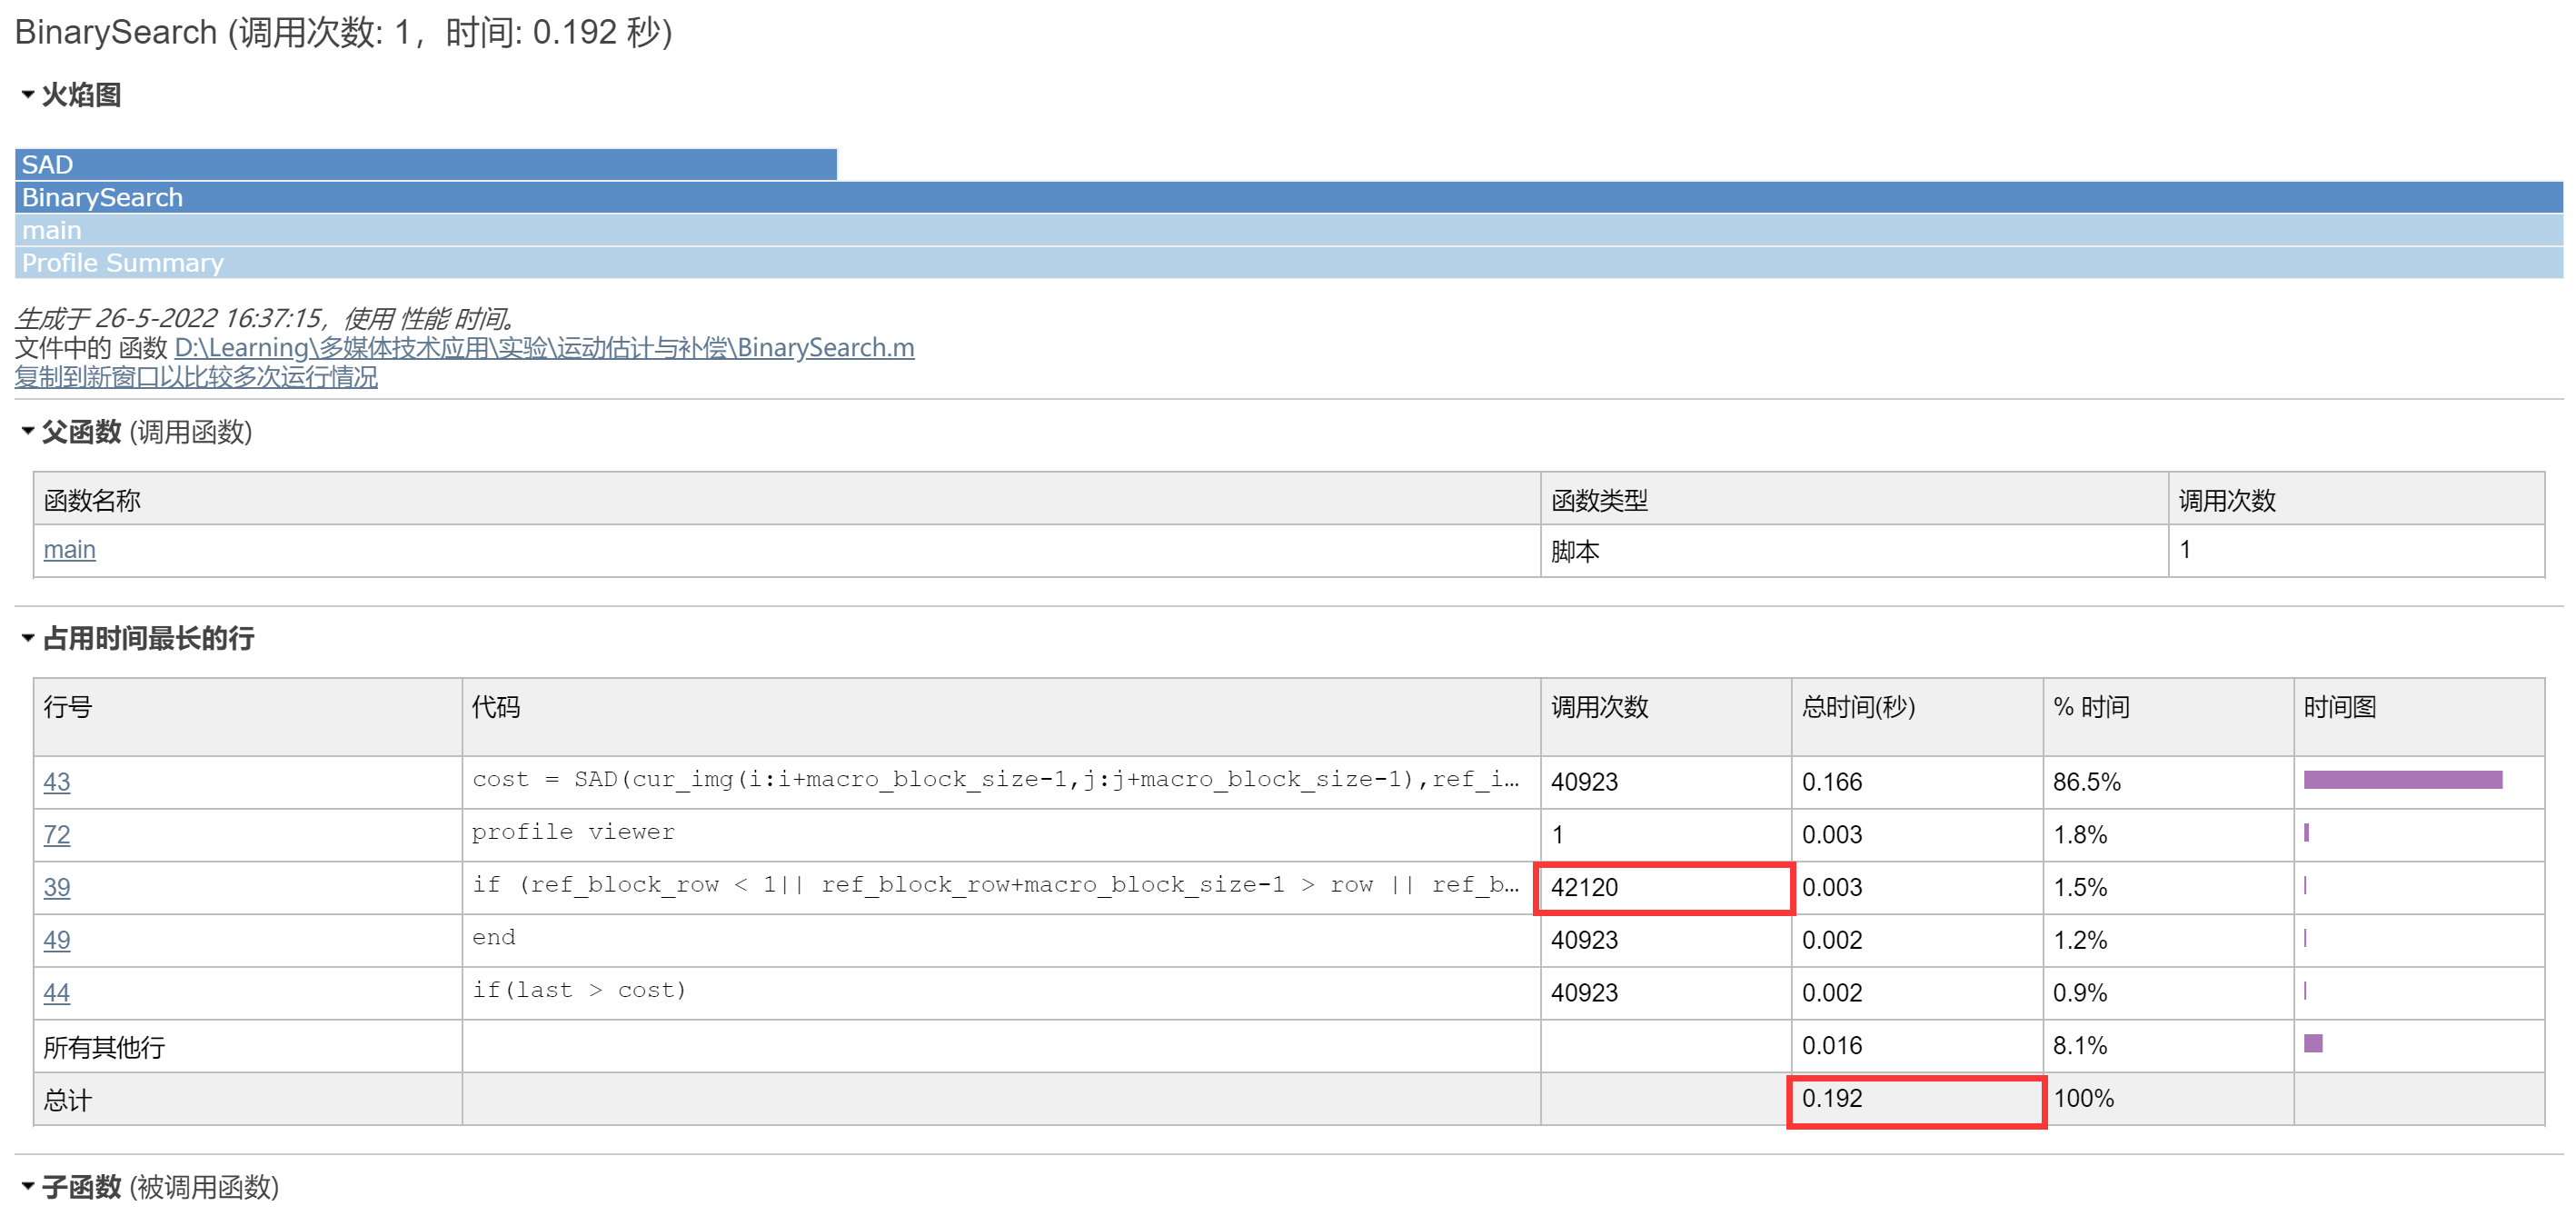 BinarySearch (调用次数: 1，时间: 0.192 秒)
火焰图
SAD
BinarySearch
main
Profile Summary
生成于 26-5-2022 16:37:15，使用 性能 时间。
文件中的 函数 D:\Learning\多媒体技术应用\实验\运动估计与补偿\BinarySearch.m
复制到新窗口以比较多次运行情况
父函数 (调用函数)
函数名称 函数类型 调用次数
main 脚本 1
占用时间最长的行
行号 代码 调用次数 总时间(秒) % 时间 时间图
43 cost = SAD(cur_img(i:i+macro_block_size-1,j:j+macro_block_size-1),ref_i... 40923 0.166 86.5%
72 profile viewer 1 0.003 1.8%
39 if (ref_block_row < 1|| ref_block_row+macro_block_size-1 > row || ref_b... 42120 0.003 1.5%
49 end 40923 0.002 1.2%
44 if(last > cost) 40923 0.002 0.9%
所有其他行 0.016 8.1%
总计 0.192 100%
子函数 (被调用函数)